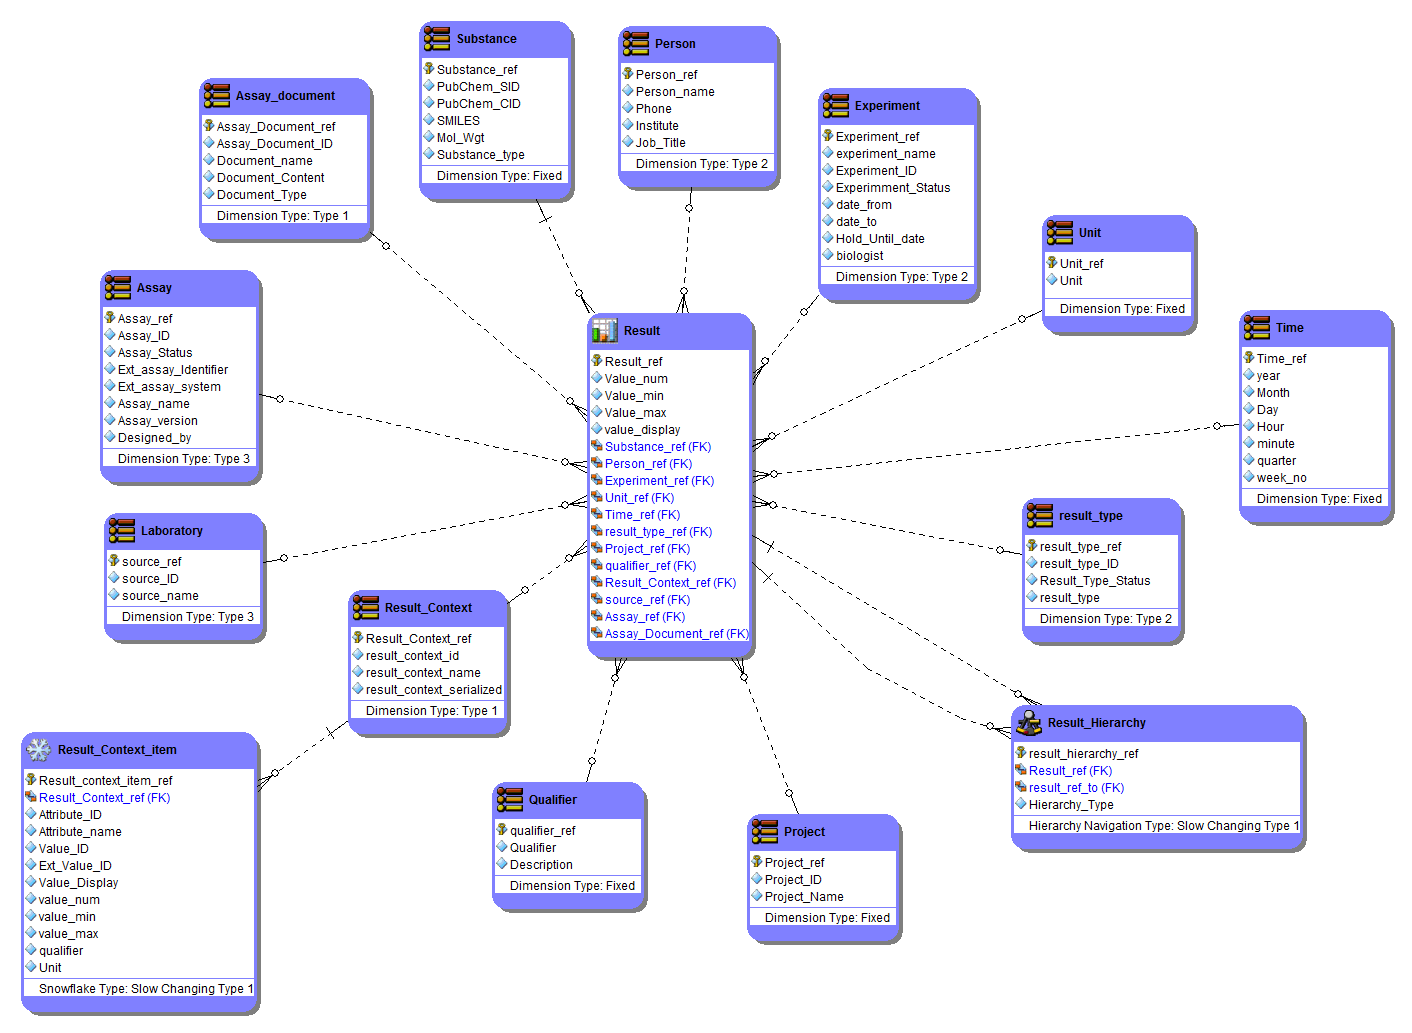 Substance
Substance_ref
PubChem_SID
PubChem_CID
SMILES
Mol_Wgt
Substance_type
Dimension Type: Fixed
Person
Person_ref
Person_name
Phone
Institute
Job_Title
Dimension Type: Type 2
Assay_document
Assay_Document_ref
Assay_Document_ID
Document_name
Document_Content
Document_Type
Dimension Type: Type 1
Experiment
Experiment_ref
experiment_name
Experiment_ID
Experimment_Status
date_from
date_to
Hold_Until_date
biologist
Dimension Type: Type 2
Unit
Unit_ref
Unit
Dimension Type: Fixed
Assay
Assay_ref
Assay_ID
Assay_Status
Ext_assay_Identifier
Ext_assay_system
Assay_name
Assay_version
Designed_by
Dimension Type: Type 3
Result
Result_ref
Value_num
Value_min
Value_max
value_display
Substance_ref (FK)
Person_ref (FK)
Experiment_ref (FK)
Unit_ref (FK)
Time_ref (FK)
result_type_ref (FK)
Project_ref (FK)
qualifier_ref (FK)
Result_Context_ref (FK)
source_ref (FK)
Assay_ref (FK)
Assay_Document_ref (FK)
Time
Time_ref
year
Month
Day
Hour
minute
quarter
week_no
Dimension Type: Fixed
Laboratory
source_ref
source_ID
source_name
Dimension Type: Type 3
result_type
result_type_ref
result_type_ID
Result_Type_Status
result_type
Dimension Type: Type 2
Result_Context
Result_Context_ref
result_context_id
result_context_name
result_context_serialized
Dimension Type: Type 1
Result_Hierarchy
result_hierarchy_ref
Result_ref (FK)
result_ref_to (FK)
Hierarchy_Type
Hierarchy Navigation Type: Slow Changing Type 1
Result_Context_item
Result_context_item_ref
Result_Context_ref (FK)
Attribute_ID
Attribute_name
Value_ID
Ext_Value_ID
Value_Display
value_num
value_min
value_max
qualifier
Unit
Snowflake Type: Slow Changing Type 1
Qualifier
qualifier_ref
Qualifier
Description
Dimension Type: Fixed
Project
Project_ref
Project_ID
Project_Name
Dimension Type: Fixed